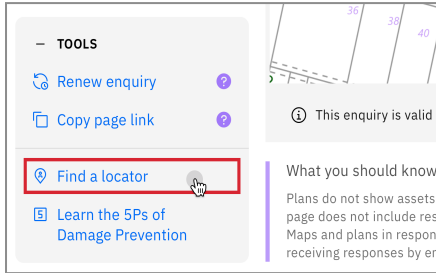 TOOLS
Renew enquiry ?
Copy page link ?
Find a locator
5 Learn the 5Ps of
Damage Prevention
36
38
40
This enquiry is valid
What you should know
Plans do not show assets
page does not include res
Maps and plans in respon
receiving responses by em